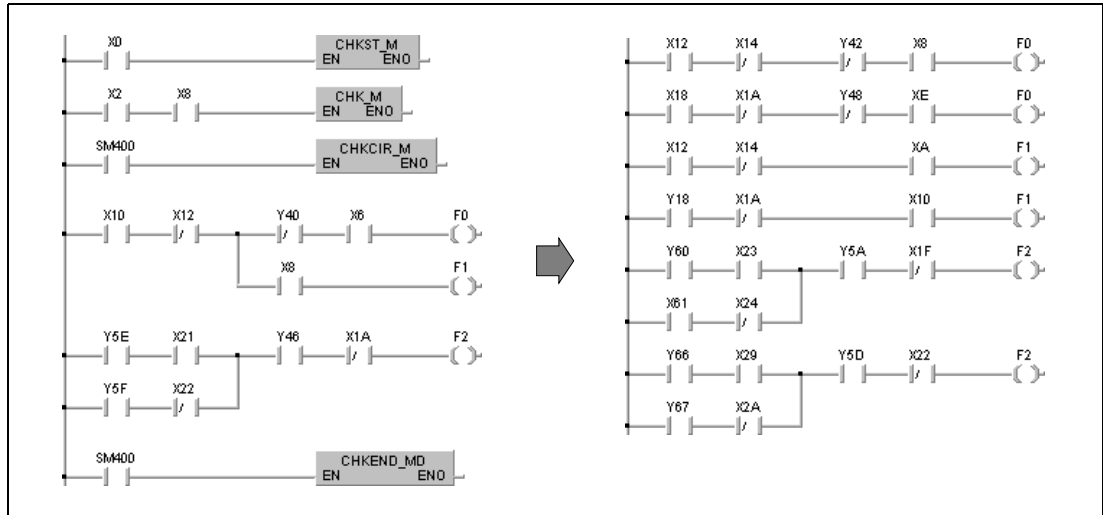 X0
CHKST_M
EN ENO
X2 X8
CHK_M
EN ENO
SM400
CHKCIR_M
EN ENO
X10 X12 Y40 X6 F0
X8 F1
Y5E X21 Y46 X1A F2
Y5F X22
SM400
CHKEND_MD
EN ENO
X12 X14 Y42 X8 F0
X18 X1A Y48 XE F0
X12 X14 XA F1
Y18 X1A X10 F1
Y60 X23 Y5A X1F F2
X61 X24
Y66 X29 Y5D X22 F2
Y67 X2A